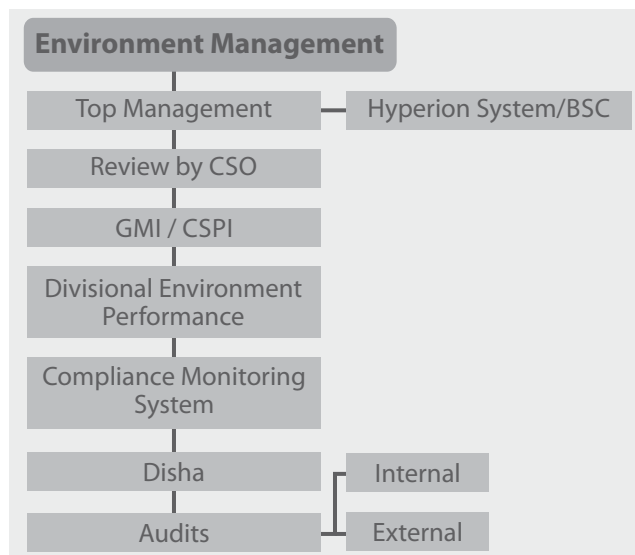 Environment Management
Top Management
Hyperion System/BSC
Review by CSO
GMI / CSPI
Divisional Environment
Performance
Compliance Monitoring
System
Disha
Internal
Audits
External